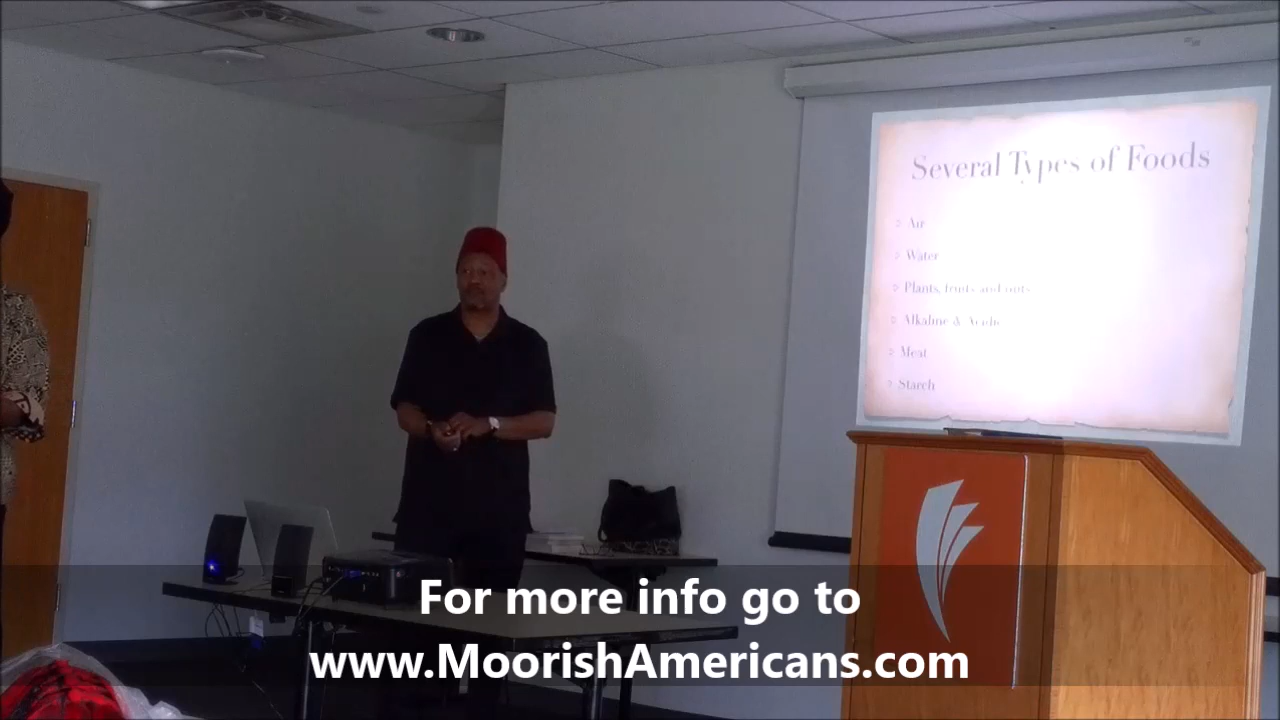 Several Types of Foods
Air
Water
Plants, fruits and nuts
Alkaline & Acidic
Meat
Starch
For more info go to
www.MoorishAmericans.com